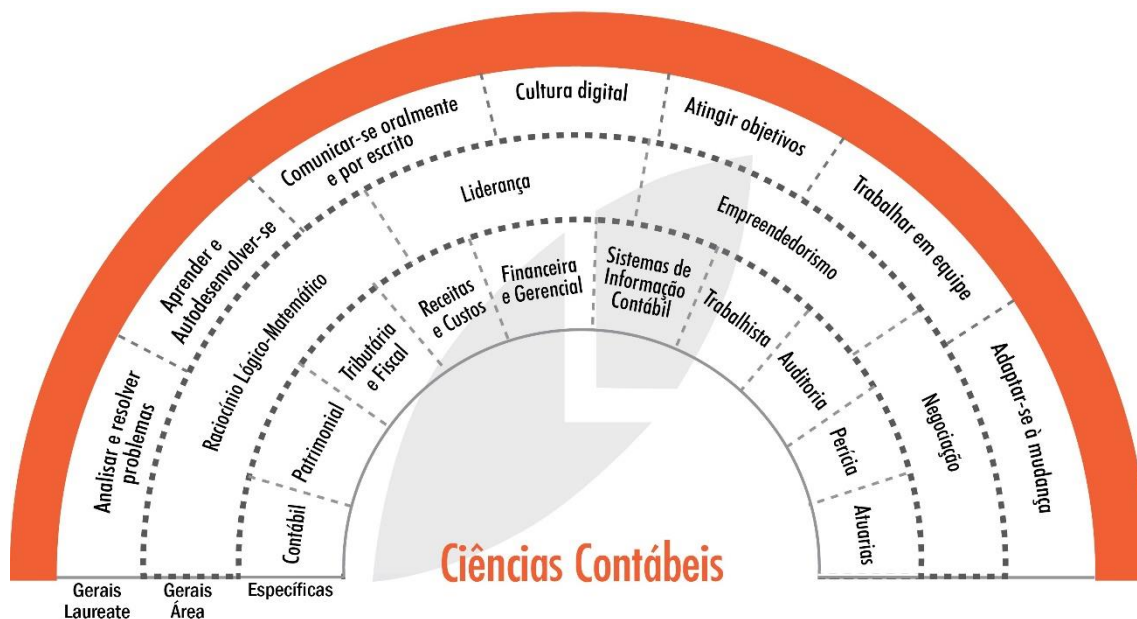 Analisar e resolver
problemas
Aprender e
Autodesenvolver-se
Comunicar-se oralmente
e por escrito
Cultura digital
Atingir objetivos
Trabalhar em equipe
Adaptar-se à mudança
Raciocínio Lógico-Matemático
Liderança
Empreendedorismo
Negociação
Contábil
Patrimonial
Tributária
e Fiscal
Receitas
e Custos
Financeira
e Gerencial
Sistemas de
Informação
Contábil
Trabalhista
Auditoria
Perícia
Atuarias
Ciências Contábeis
Gerais
Laureate
Gerais
Área
Específicas